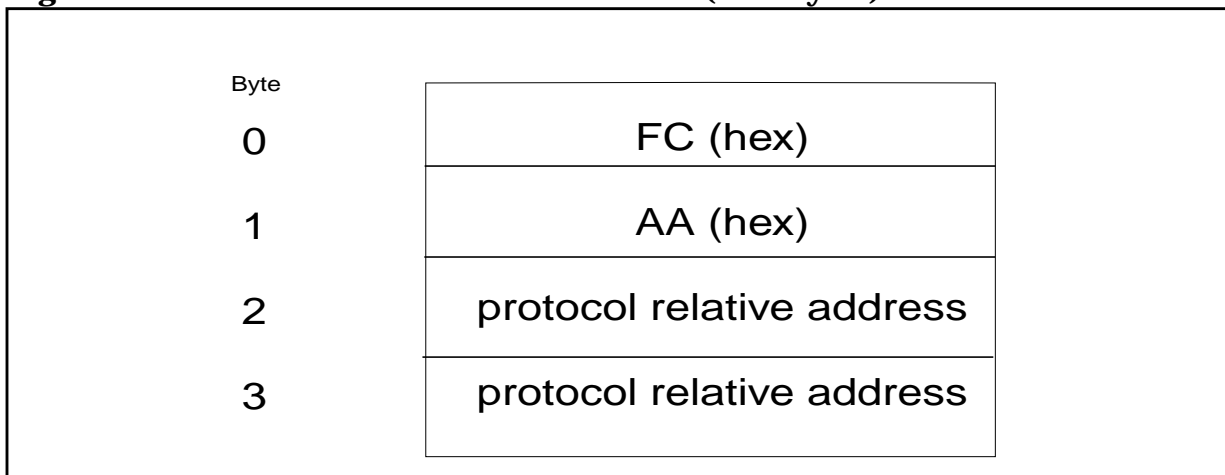 Byte
0 FC (hex)
1 AA (hex)
2 protocol relative address
3 protocol relative address